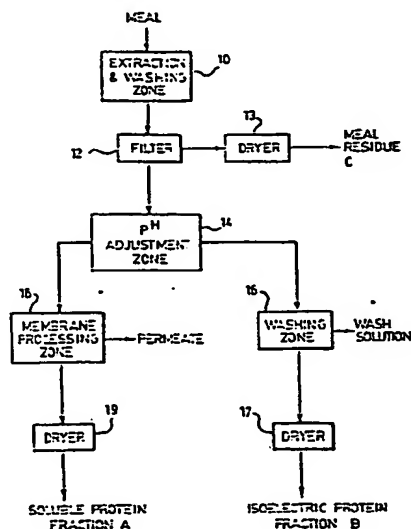 MEAL
EXTRACTION
& WASHING
ZONE
10
12
FILTER
13
DRYER
MEAL
RESIDUE
C
PH
ADJUSTMENT
ZONE
14
18
MEMRANE
PROCESSING
ZONE
PERMEATE
16
WASHING
ZONE
WASH
SOLUTION
DRYER
19
DRYER
17
SOLUBLE PROTEIN
FRACTION A
ISOELECTRIC PROTEIN
FRACTION B